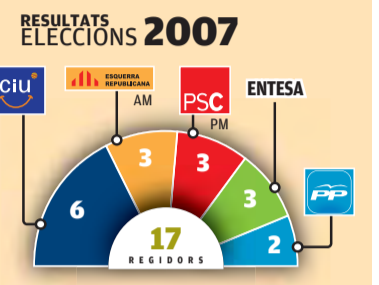 RESULTATS
ELECCIONS 2007
ciu
ESQUERRA
REPUBLICANA
AM
PSC
PM
ENTESA
PP
6
3
3
3
2
17
REGIDORS